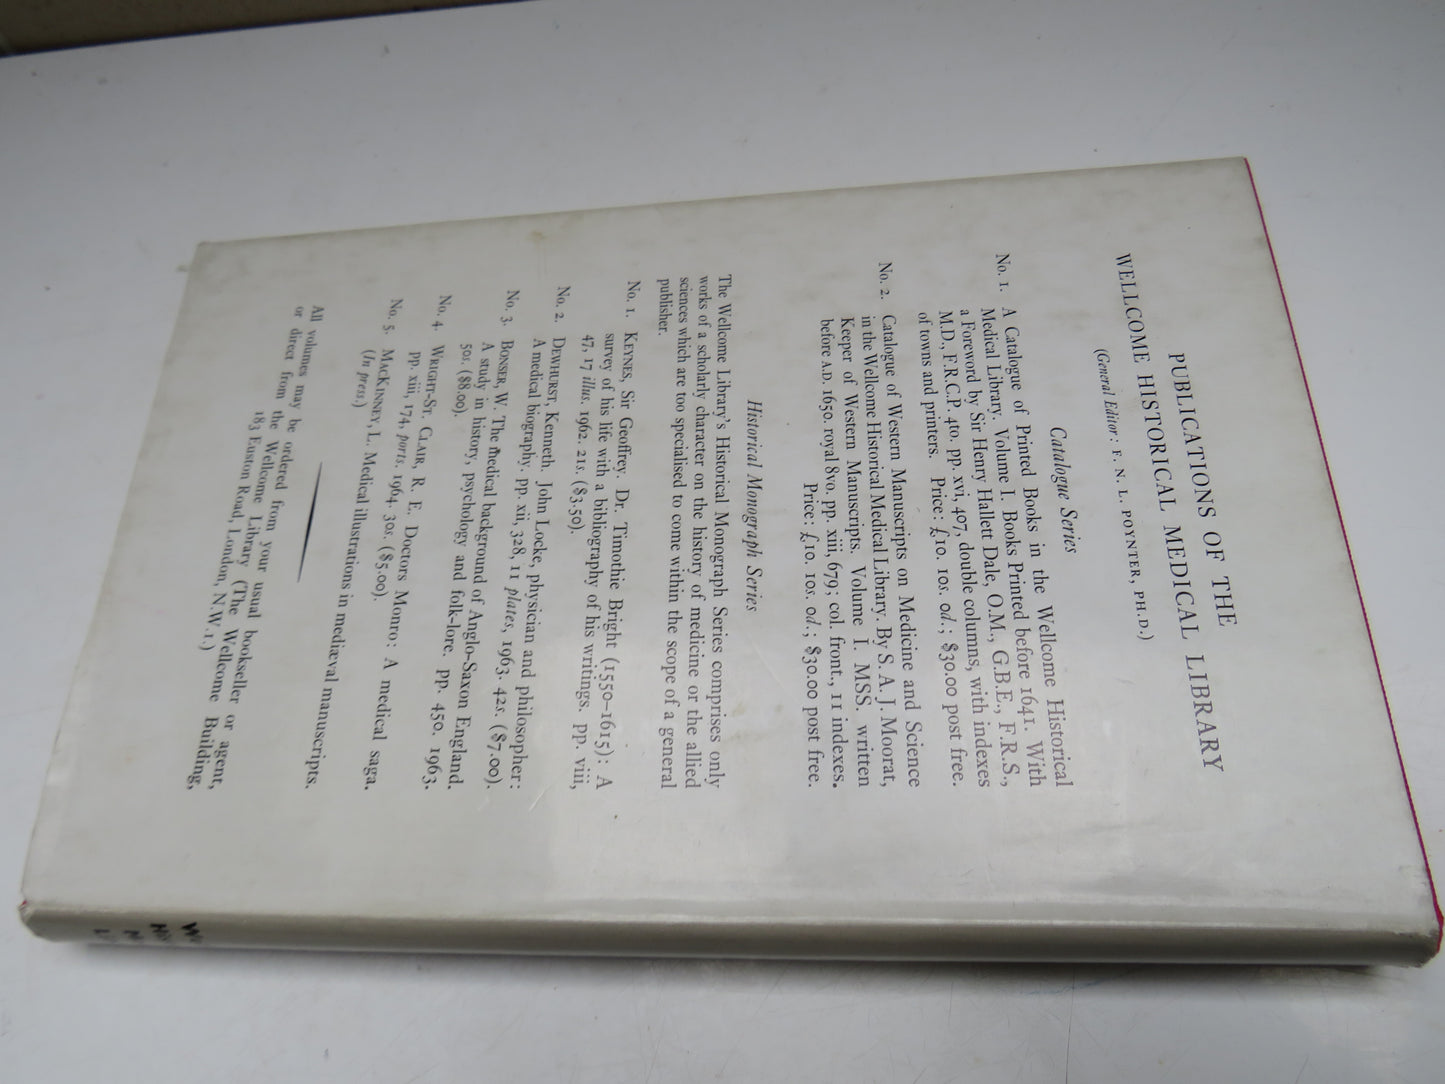 PUBLICATIONS OF THE
WELLCOME HISTORICAL MEDICAL LIBRARY
(General Editor: F. N. L. POYNTER, PH.D.)
Catalogue Series
No. 1. A Catalogue of Printed Books in the Wellcome Historical
Medical Library. Volume I. Books Printed before 1641. With
a Foreword by Sir Henry Hallett Dale, O.M., G.B.E., F.R.S.,
M.D., F.R.C.P. 4to. pp. xvi, 407, double columns, with indexes
of towns and printers. Price: £10. 10s. 0d.; $30.00 post free.
No. 2. Catalogue of Western Manuscripts on Medicine and Science
in the Wellcome Historical Medical Library. By S. A. J. Moorat,
Keeper of Western Manuscripts. Volume I. MSS. written
before A.D. 1650. royal 8vo. pp. xiii, 679; col. front., 11 indexes.
Price: £10. 10s. 0d.; $30.00 post free.
Historical Monograph Series
The Wellcome Library's Historical Monograph Series comprises only
works of a scholarly character on the history of medicine or the allied
sciences which are too specialised to come within the scope of a general
publisher.
No. 1. KEYNES, Sir Geoffrey. Dr. Timothie Bright (1550–1615): A
survey of his life with a bibliography of his writings. pp. viii,
47, 17 illus. 1962. 21s. ($3.50).
No. 2. DEWHURST, Kenneth. John Locke, physician and philosopher:
A medical biography. pp. xii, 328, 11 plates, 1963. 42s. ($7.00).
No. 3. BONSER, W. The medical background of Anglo-Saxon England.
A study in history, psychology and folk-lore. pp. 450. 1963.
50s. ($8.00).
No. 4. WRIGHT-ST. CLAIR, R. E. Doctors Monro: A medical saga.
pp. xiii, 174, ports. 1964. 30s. ($5.00).
No. 5. MACKINNEY, L. Medical illustrations in mediæval manuscripts.
(In press.)
All volumes may be ordered from your usual bookseller or agent,
or direct from the Wellcome Library (The Wellcome Building,
183 Euston Road, London, N.W.1.)